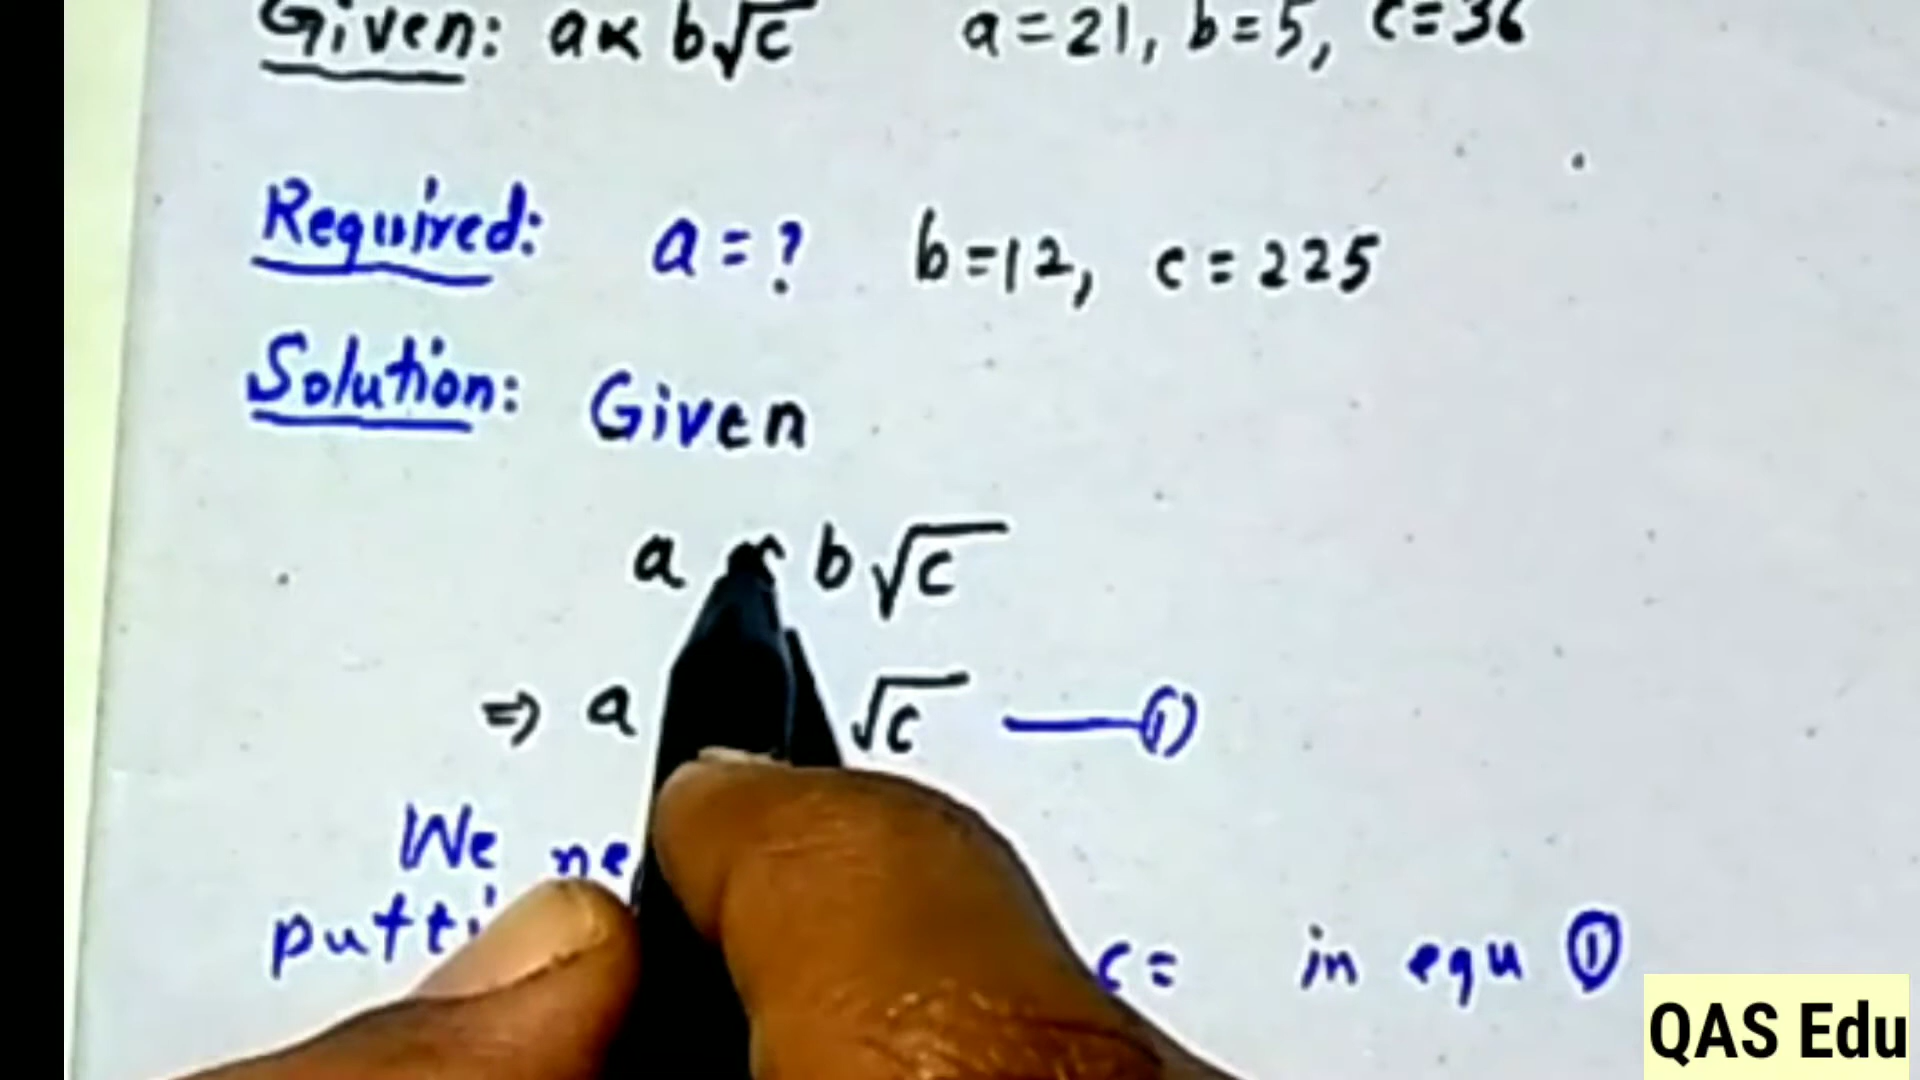 Given: a ∝ b√c a=21, b=5, c=36
Required: a=? b=12, c=225
Solution: Given
a ∝ b√c
⇒ a √c —— ①
We
c= in equ ①
QAS Edu